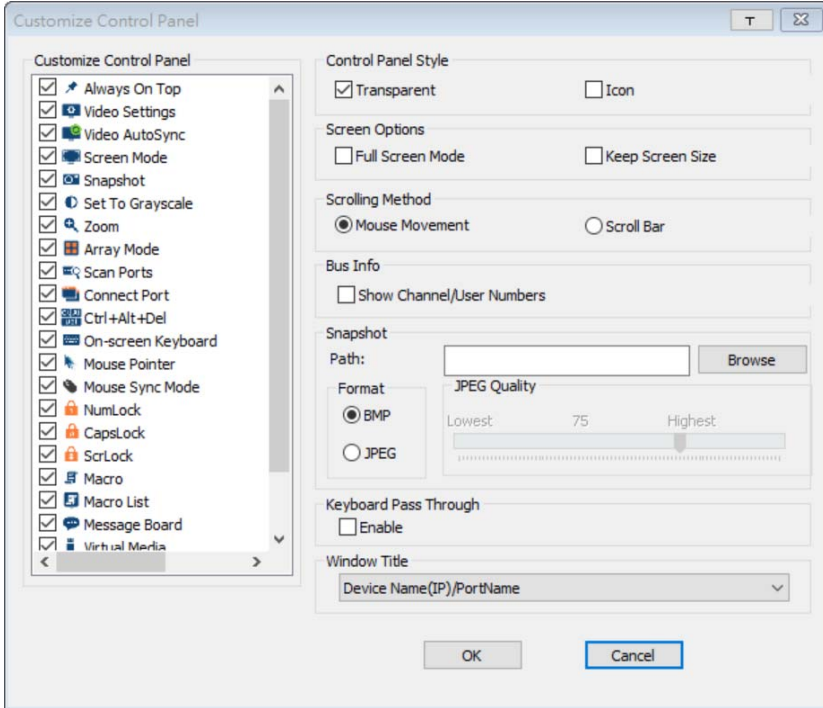 Customize Control Panel
T
Customize Control Panel
Always On Top
Video Settings
Video AutoSync
Screen Mode
Snapshot
Set To Grayscale
Zoom
Array Mode
Scan Ports
Connect Port
Ctrl+Alt+Del
On-screen Keyboard
Mouse Pointer
Mouse Sync Mode
NumLock
CapsLock
ScrLock
Macro
Macro List
Message Board
Virtual Media
Control Panel Style
Transparent
Icon
Screen Options
Full Screen Mode
Keep Screen Size
Scrolling Method
Mouse Movement
Scroll Bar
Bus Info
Show Channel/User Numbers
Snapshot
Path:
Browse
Format
BMP
JPEG
JPEG Quality
Lowest 75 Highest
Keyboard Pass Through
Enable
Window Title
Device Name(IP)/PortName
OK
Cancel